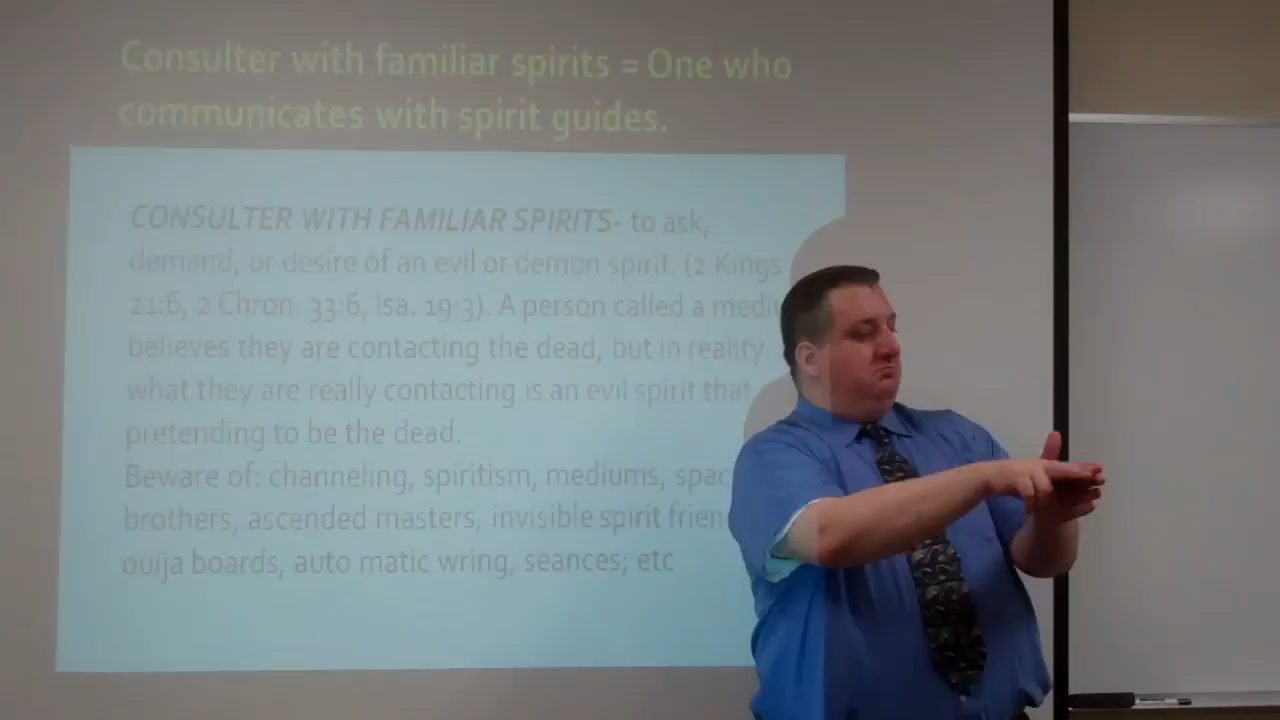 Consulter with familiar spirits = One who
communicates with spirit guides.
CONSULTER WITH FAMILIAR SPIRITS- to ask,
demand, or desire of an evil or demon spirit. (2 Kings
21:6, 2 Chron. 33:6, Isa. 19:3). A person called a
believes they are contacting the dead, but in reality
what they are really contacting is an evil spirit that
pretending to be the dead.
Beware of: channeling, spiritism, mediums,
brothers, ascended masters, invisible spirit
ouija boards, auto matic wring, seances; etc